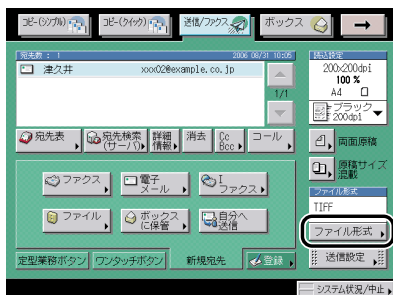 コピー(シンプル)
コピー(クイック)
送信/ファクス
ボックス
宛先数 : 1
2006 08/31 10:05
津久井 xxx02@example.co.jp
1/1
宛先表
宛先検索(サーバ)
詳細情報
消去
Cc Bcc
コール
ファクス
電子メール
Iファクス
ファイル
ボックスに保管
自分へ送信
定型業務ボタン
ワンタッチボタン
新規宛先
登録
読込設定
200×200dpi
100 %
A4
ブラック
200dpi
両面原稿
原稿サイズ混載
ファイル形式
TIFF
ファイル形式
送信設定
システム状況/中止